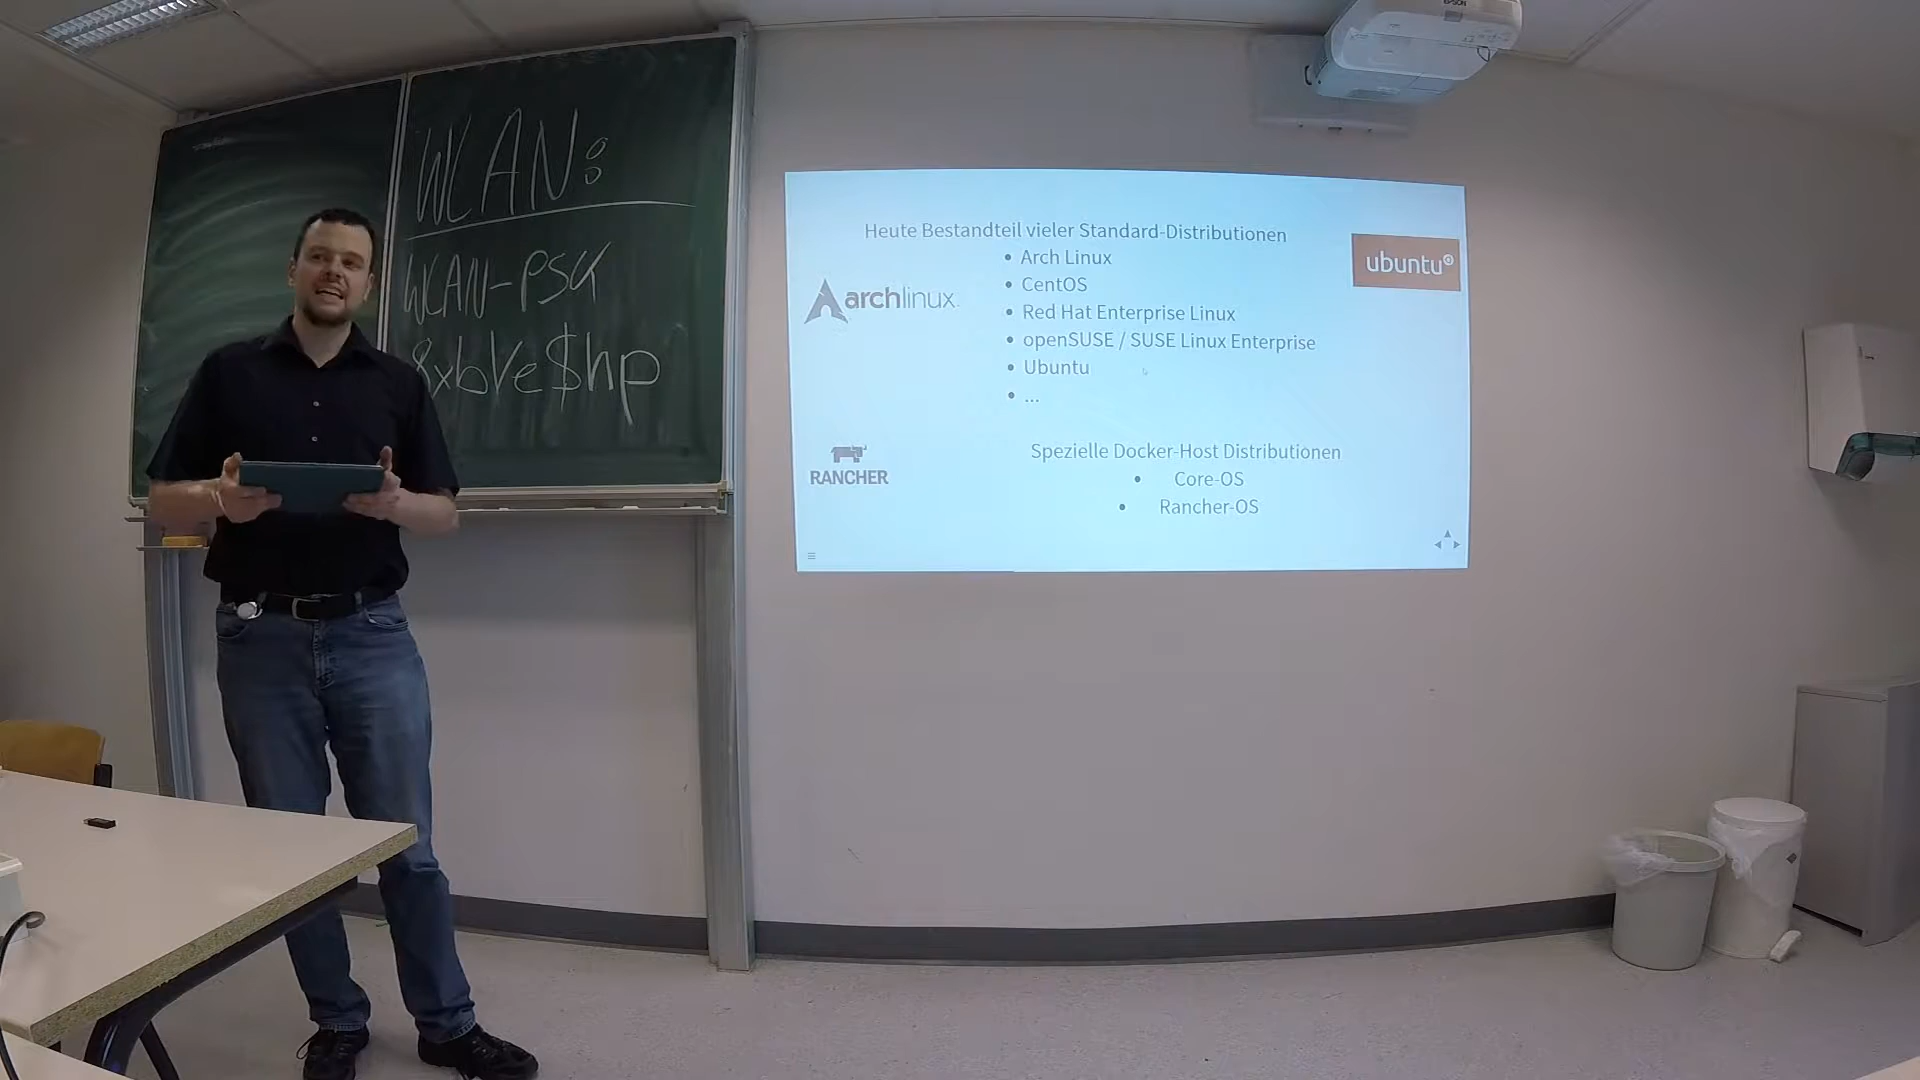 WLAN:
WLAN-PSK
8xbVe$hp
Heute Bestandteil vieler Standard-Distributionen
• Arch Linux
• CentOS
• Red Hat Enterprise Linux
• openSUSE / SUSE Linux Enterprise
• Ubuntu
• ...
archlinux
ubuntu
Spezielle Docker-Host Distributionen
• Core-OS
• Rancher-OS
RANCHER
EPSON